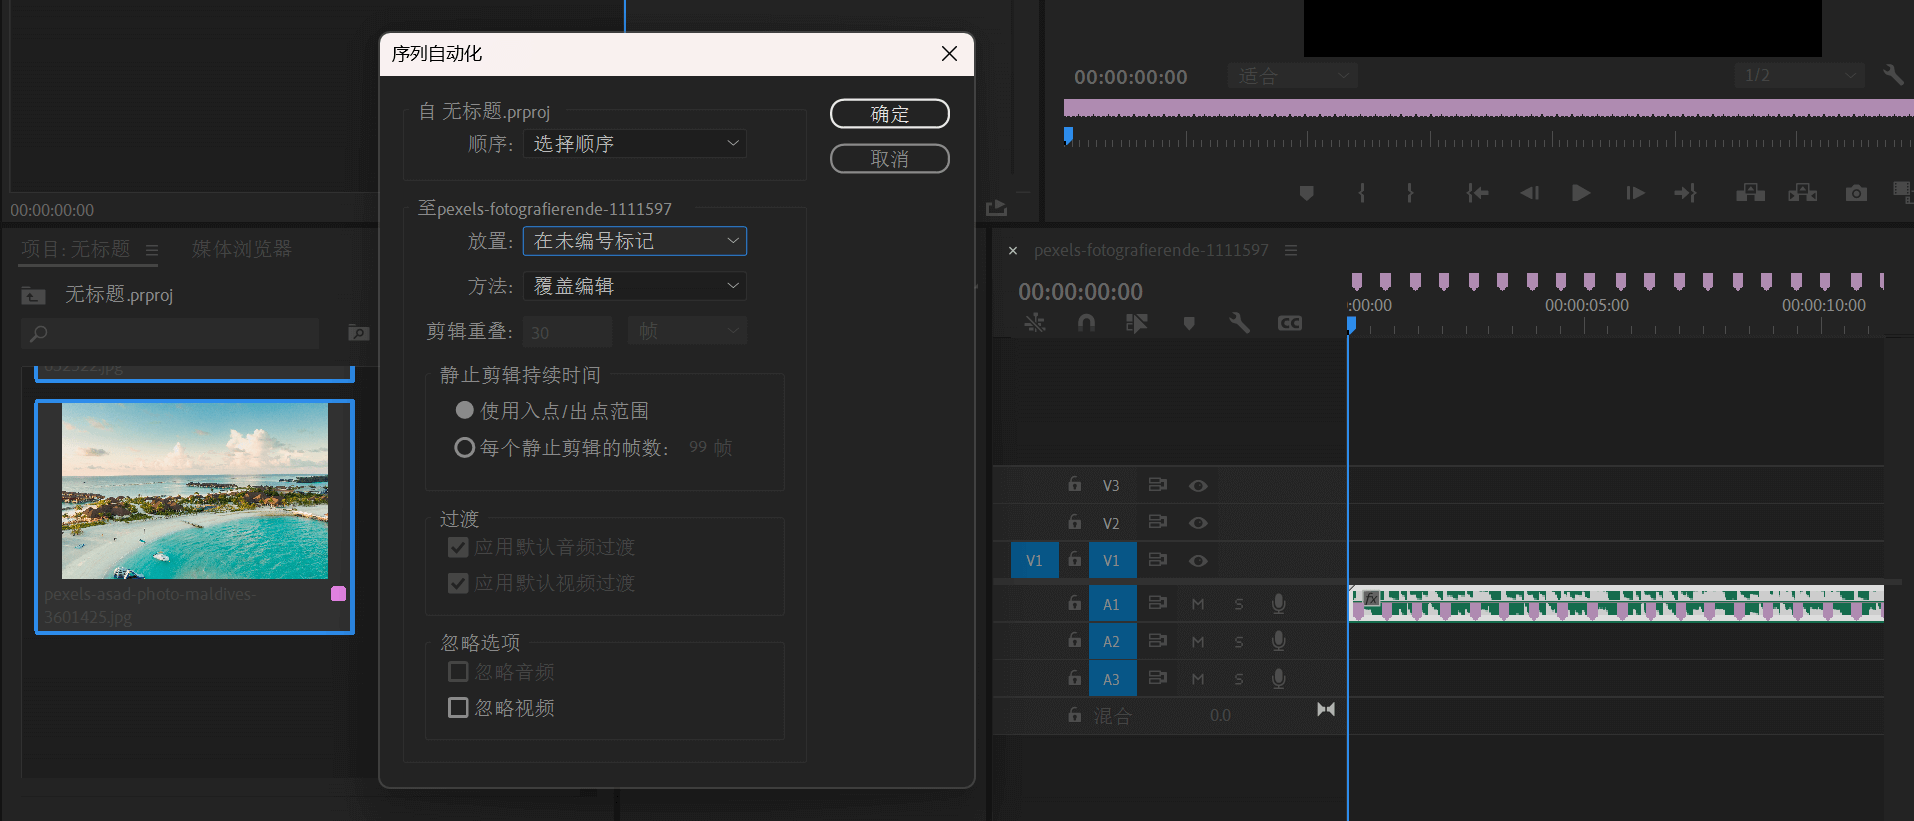 序列自动化
自 无标题.prproj
顺序: 选择顺序
确定
取消
至pexels-fotografierende-1111597
放置: 在未编号标记
方法: 覆盖编辑
剪辑重叠: 30 帧
静止剪辑持续时间
使用入点/出点范围
每个静止剪辑的帧数: 99 帧
过渡
应用默认音频过渡
应用默认视频过渡
忽略选项
忽略音频
忽略视频
00:00:00:00
项目: 无标题
媒体浏览器
无标题.prproj
pexels-asad-photo-maldives-
3601425.jpg
00:00:00:00
适合
1/2
× pexels-fotografierende-1111597
00:00:00:00
:00:00
00:00:05:00
00:00:10:00
CC
V3
V2
V1 V1
A1 M S
fx
A2 M S
A3 M S
混合 0.0